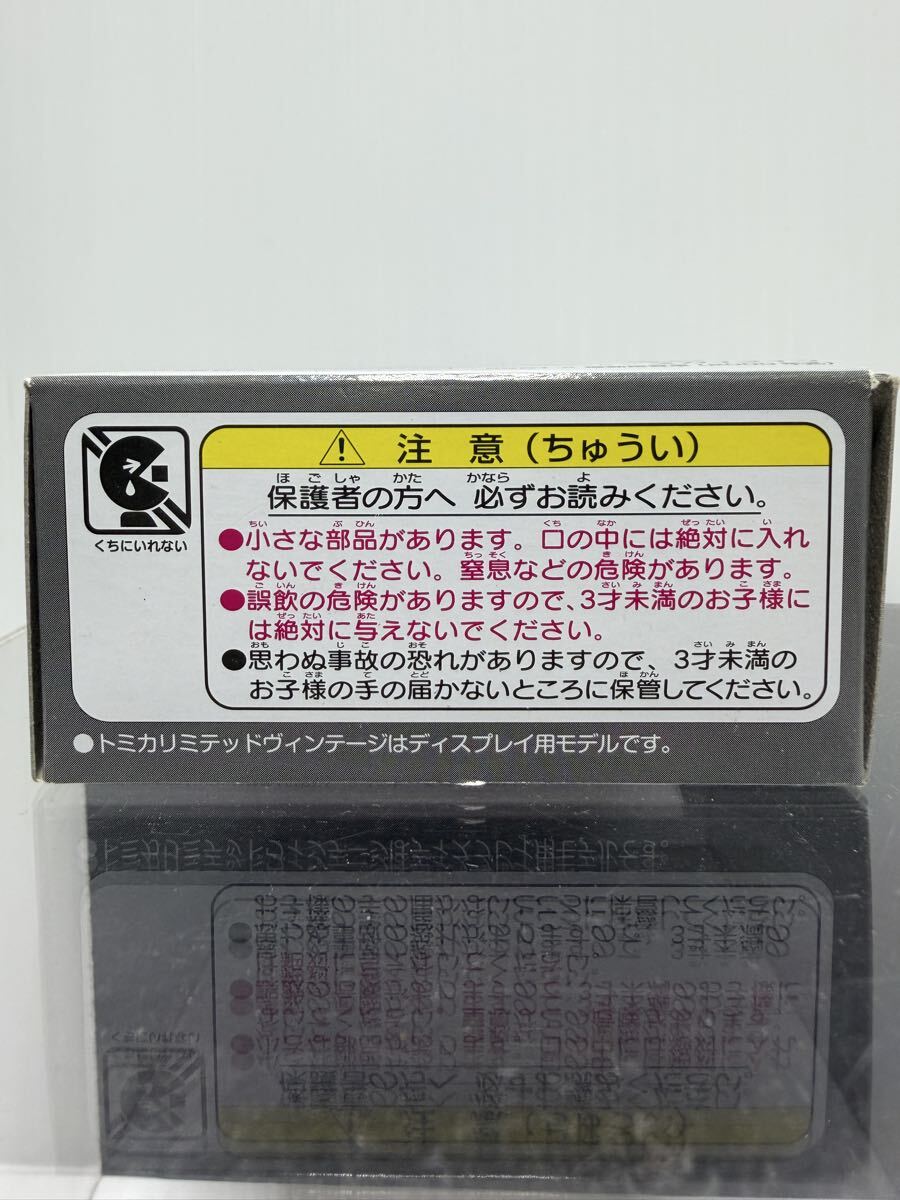 注意（ちゅうい）
保護者の方へ 必ずお読みください。
●小さな部品があります。口の中には絶対に入れ
ないでください。窒息などの危険があります。
●誤飲の危険がありますので、3才未満のお子様に
は絶対に与えないでください。
●思わぬ事故の恐れがありますので、3才未満の
お子様の手の届かないところに保管してください。
くちにいれない
●トミカリミテッドヴィンテージはディスプレイ用モデルです。